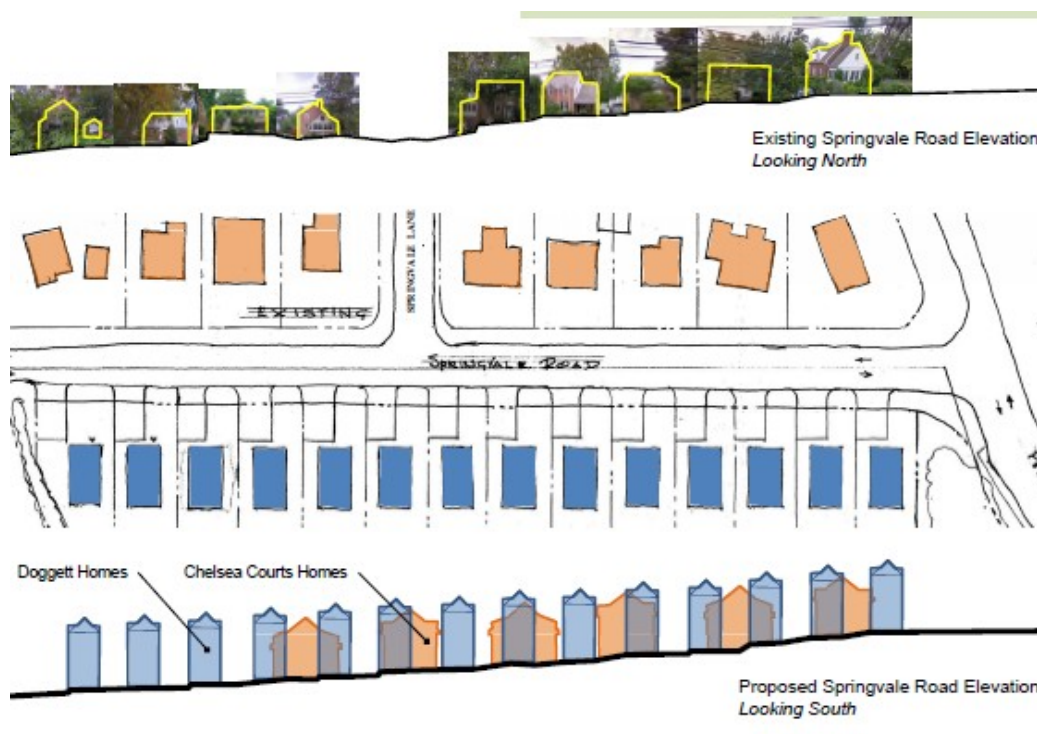 Existing Springvale Road Elevation
Looking North
SPRINGVALE LANE
EXISTING
SPRINGVALE ROAD
Doggett Homes
Chelsea Courts Homes
Proposed Springvale Road Elevation
Looking South